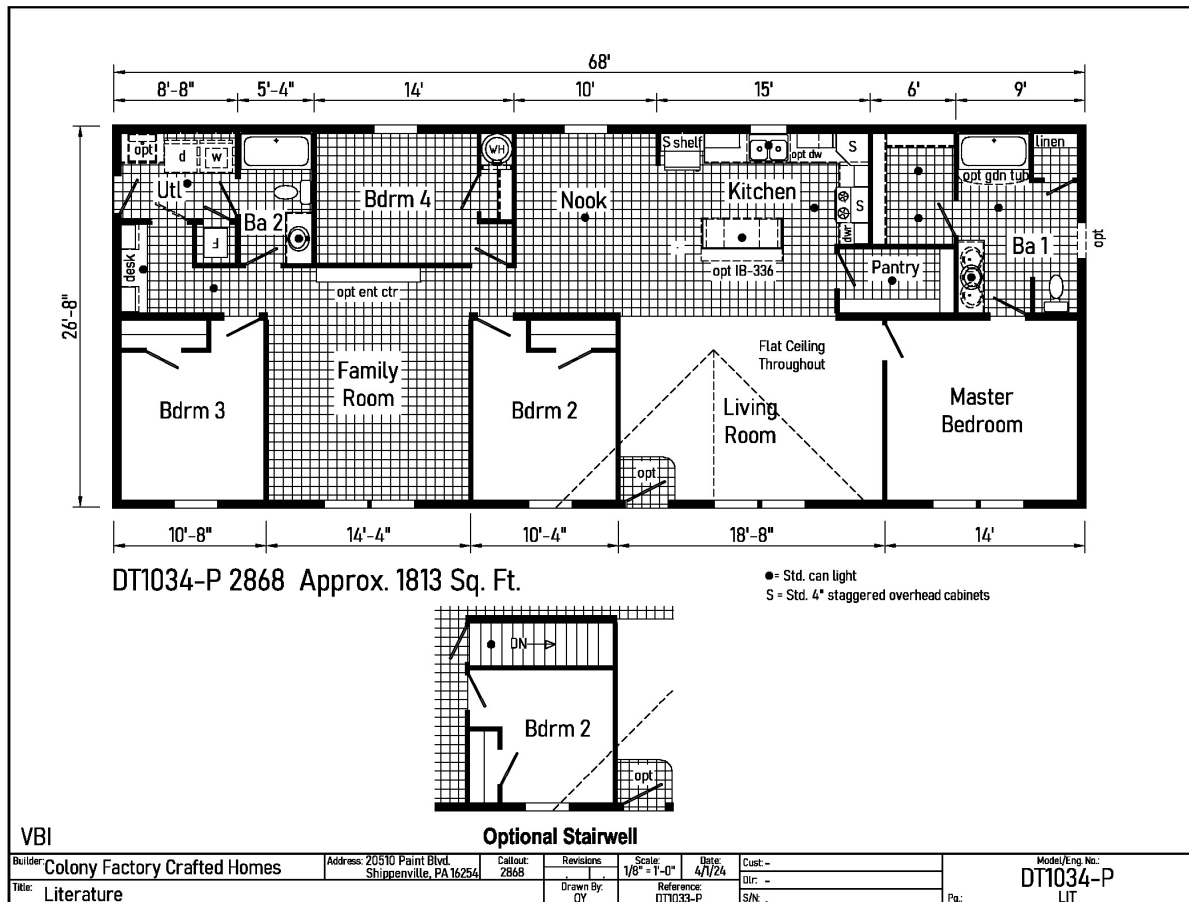 68'
8'-8" 5'-4" 14' 10' 15' 6' 9'
26'-8"
opt d w
Utl
Ba 2
F
desk
Bdrm 4
WH
opt ent ctr
Nook
S shelf
opt dw
S
Kitchen
S
dwr
opt IB-336
Pantry
linen
opt gdn tub
Ba 1
opt
Bdrm 3
Family
Room
Bdrm 2
Flat Ceiling
Throughout
Living
Room
opt
Master
Bedroom
10'-8" 14'-4" 10'-4" 18'-8" 14'
DT1034-P 2868 Approx. 1813 Sq. Ft.
●= Std. can light
S = Std. 4" staggered overhead cabinets
DN
Bdrm 2
opt
VBI
Optional Stairwell
Builder: Colony Factory Crafted Homes
Address: 20510 Paint Blvd.
Shippenville, PA 16254
Callout:
2868
Revisions
Scale:
1/8" = 1'-0"
Date:
4/1/24
Cust:-
Dlr: -
S/N: .
Model/Eng. No.:
DT1034-P
Title: Literature
Drawn By:
OY
Reference:
DT1033-P
Pg.: LIT